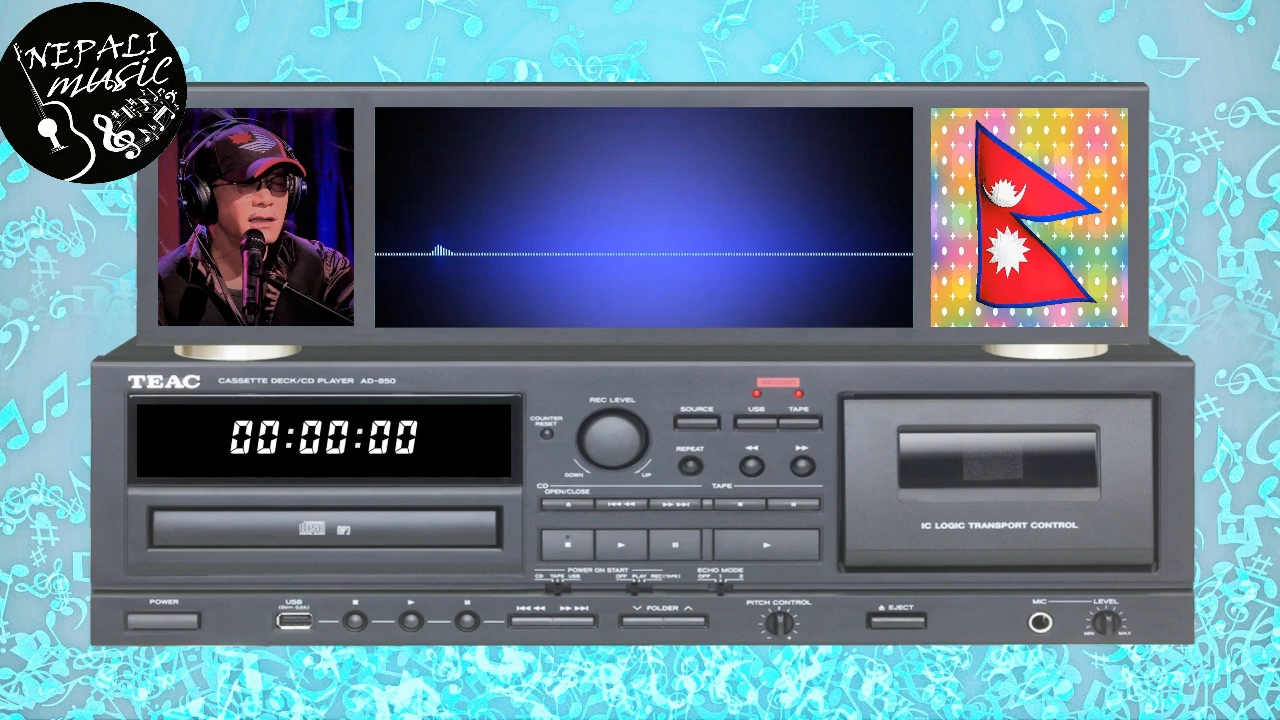 NEPALI
music
TEAC CASSETTE DECK/CD PLAYER AD-850
00:00:00
COUNTER
RESET
REC LEVEL
DOWN UP
RECORD
SOURCE USB TAPE
REPEAT
CD
OPEN/CLOSE
TAPE
MP3
IC LOGIC TRANSPORT CONTROL
POWER ON START
CD TAPE USB
OFF PLAY REC(TAPE)
ECHO MODE
OFF 1 2
POWER
USB
FOLDER
PITCH CONTROL
EJECT
MIC LEVEL
MIN MAX